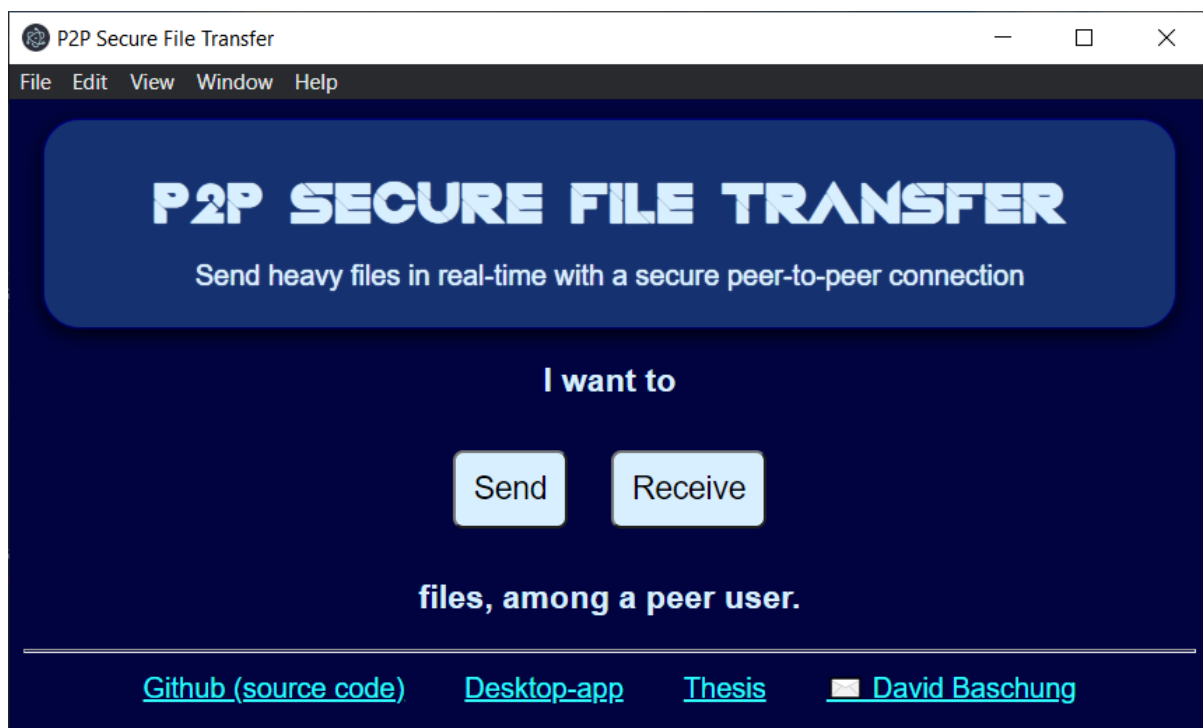 P2P Secure File Transfer
File Edit View Window Help
P2P SECURE FILE TRANSFER
Send heavy files in real-time with a secure peer-to-peer connection
I want to
Send Receive
files, among a peer user.
Github (source code) Desktop-app Thesis ✉ David Baschung